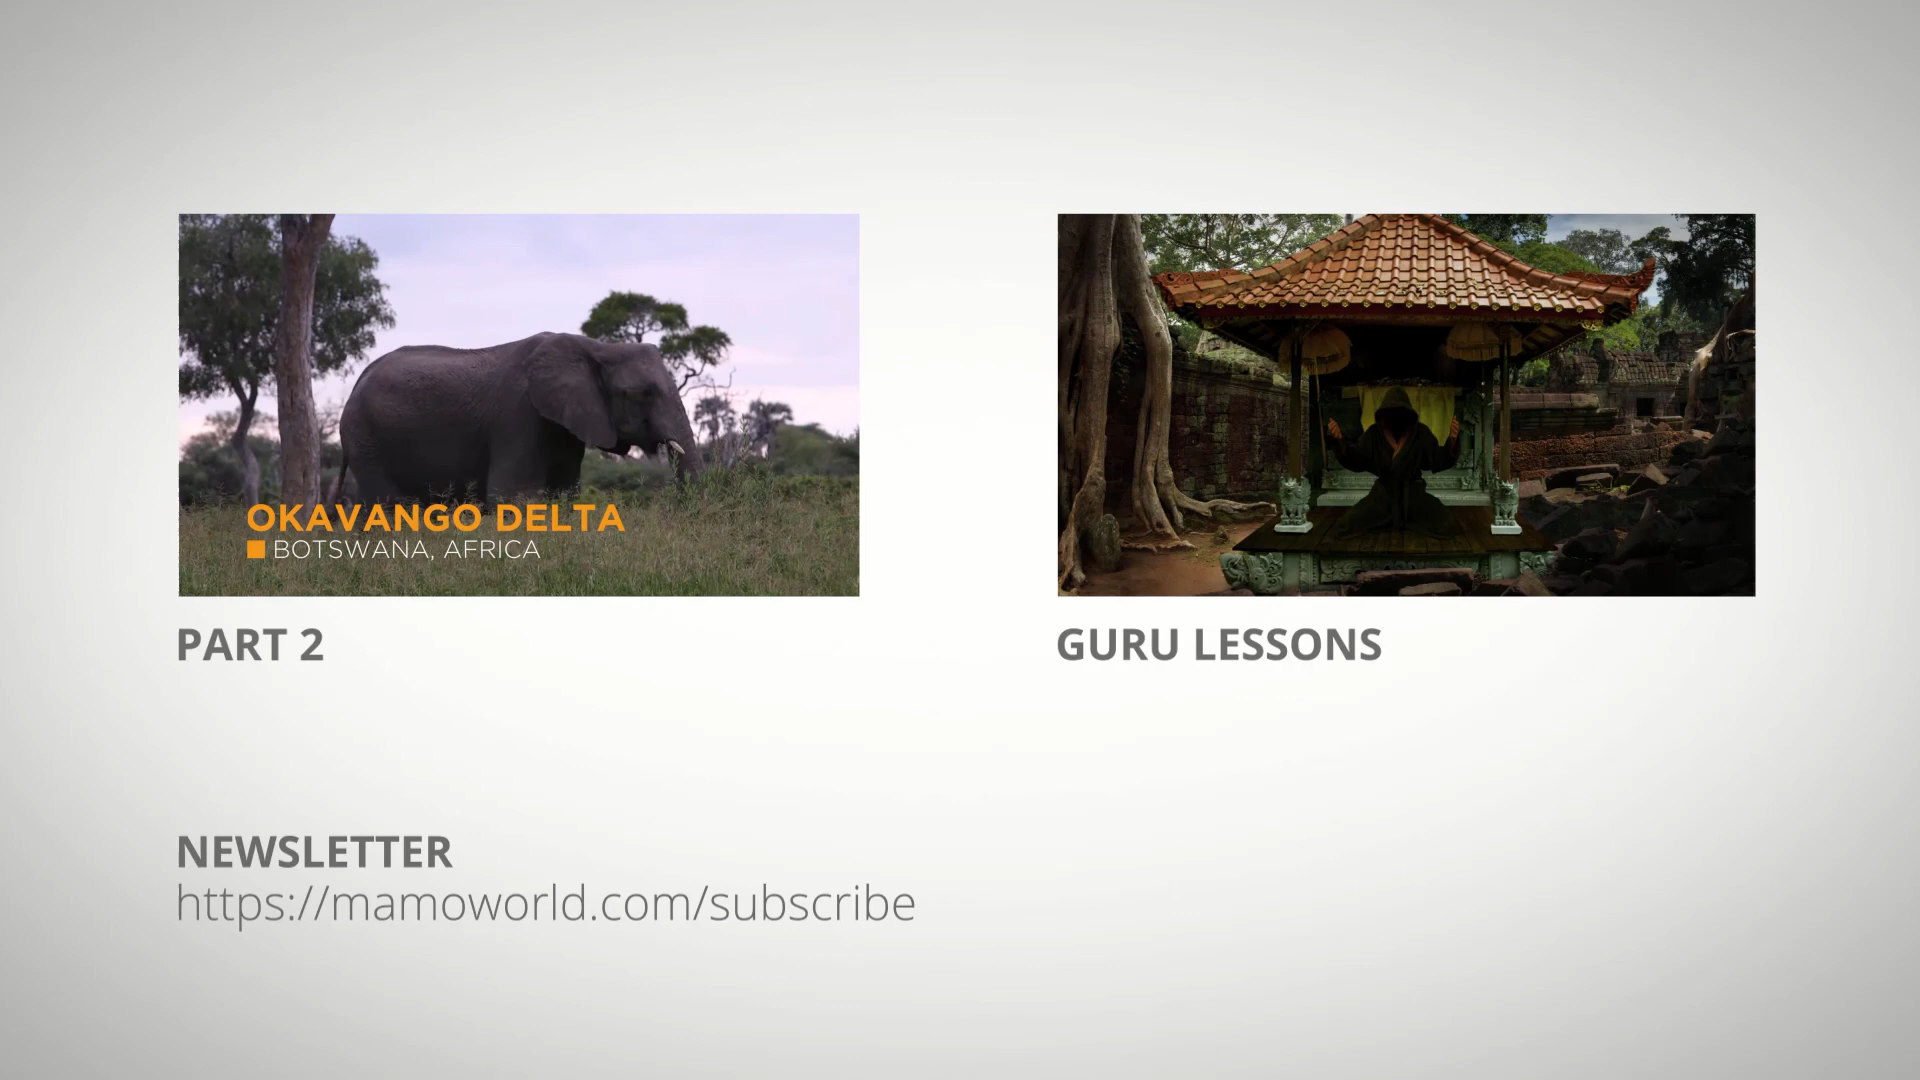 OKAVANGO DELTA
BOTSWANA, AFRICA
PART 2
GURU LESSONS
NEWSLETTER
https://mamoworld.com/subscribe